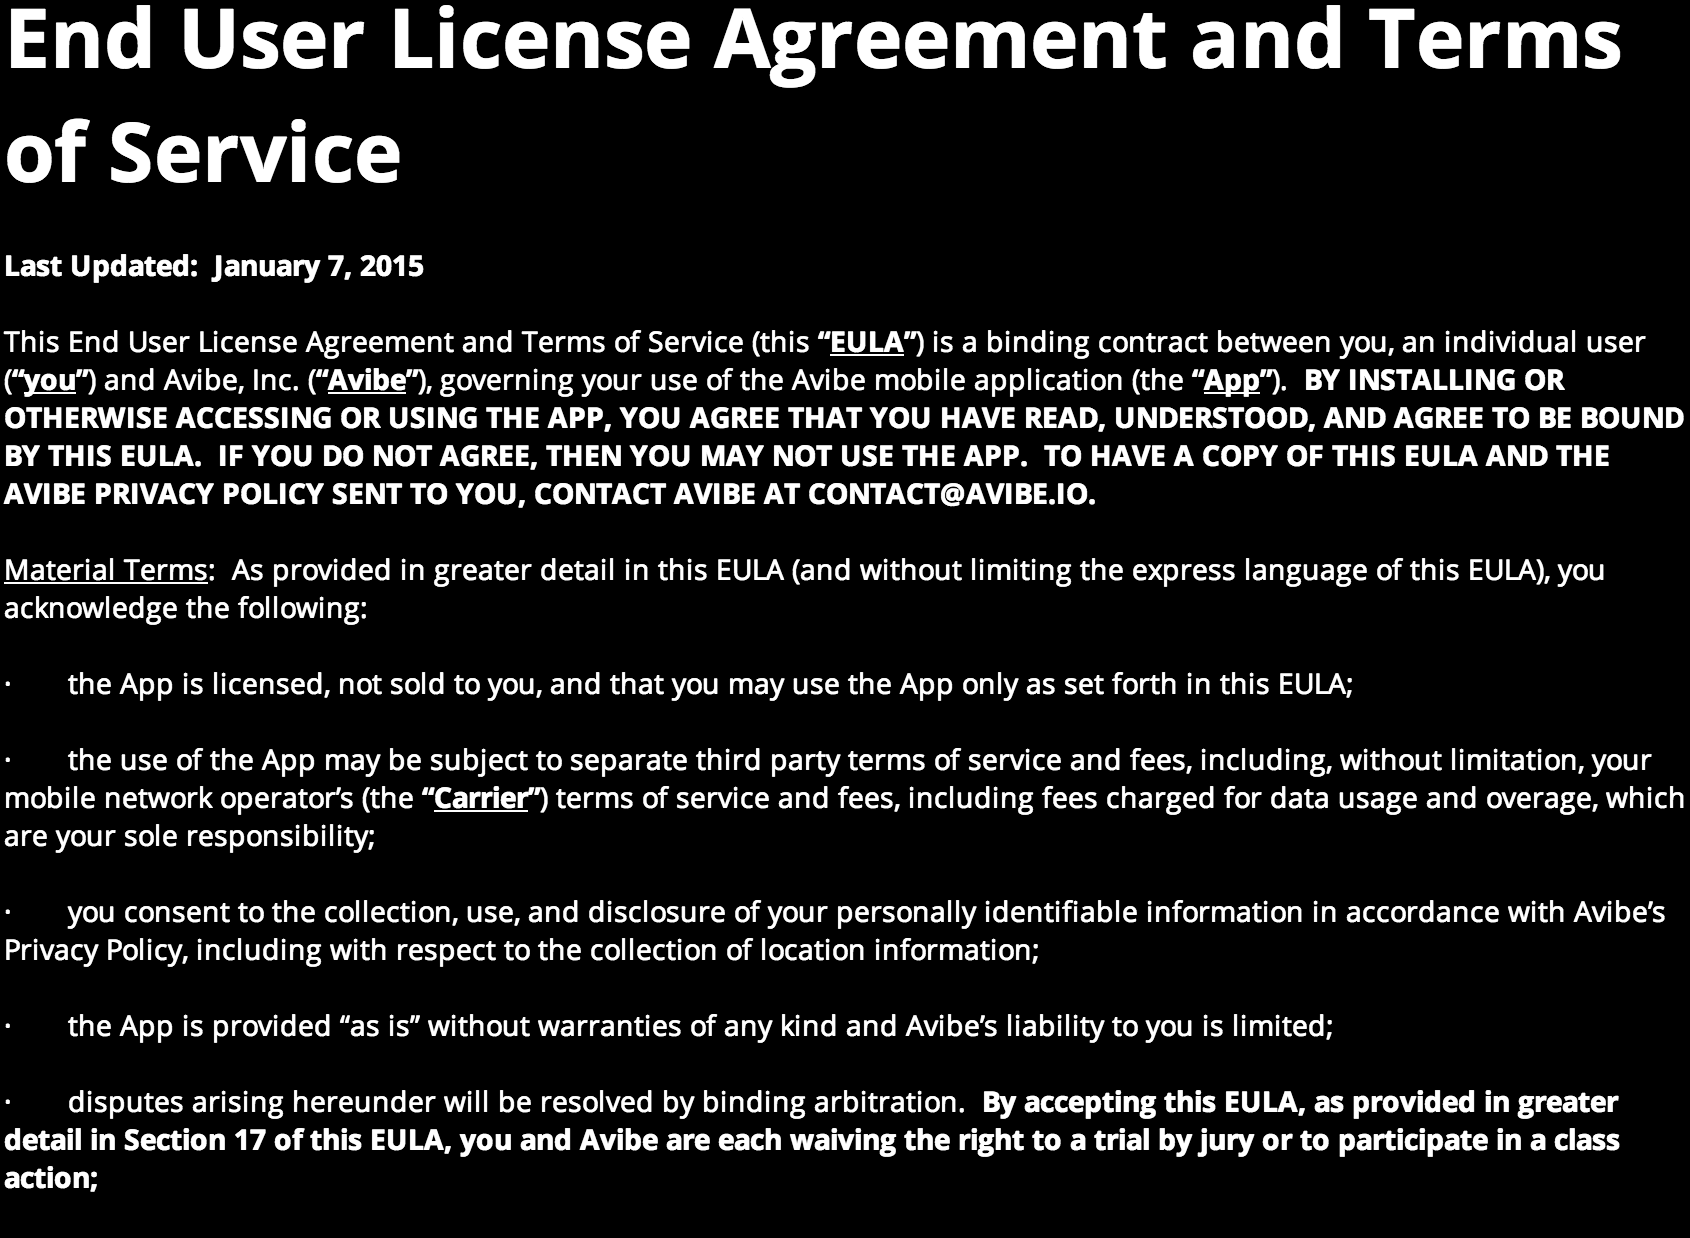 End User License Agreement and Terms
of Service
Last Updated:  January 7, 2015
This End User License Agreement and Terms of Service (this “EULA”) is a binding contract between you, an individual user
(“you”) and Avibe, Inc. (“Avibe”), governing your use of the Avibe mobile application (the “App”).  BY INSTALLING OR
OTHERWISE ACCESSING OR USING THE APP, YOU AGREE THAT YOU HAVE READ, UNDERSTOOD, AND AGREE TO BE BOUND
BY THIS EULA.  IF YOU DO NOT AGREE, THEN YOU MAY NOT USE THE APP.  TO HAVE A COPY OF THIS EULA AND THE
AVIBE PRIVACY POLICY SENT TO YOU, CONTACT AVIBE AT CONTACT@AVIBE.IO.
Material Terms:  As provided in greater detail in this EULA (and without limiting the express language of this EULA), you
acknowledge the following:
· the App is licensed, not sold to you, and that you may use the App only as set forth in this EULA;
· the use of the App may be subject to separate third party terms of service and fees, including, without limitation, your
mobile network operator’s (the “Carrier”) terms of service and fees, including fees charged for data usage and overage, which
are your sole responsibility;
· you consent to the collection, use, and disclosure of your personally identifiable information in accordance with Avibe’s
Privacy Policy, including with respect to the collection of location information;
· the App is provided “as is” without warranties of any kind and Avibe’s liability to you is limited;
· disputes arising hereunder will be resolved by binding arbitration.  By accepting this EULA, as provided in greater
detail in Section 17 of this EULA, you and Avibe are each waiving the right to a trial by jury or to participate in a class
action;